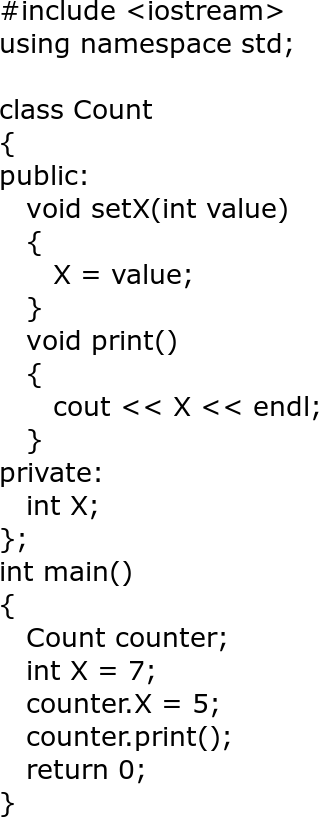 #include <iostream>
using namespace std;

class Count
{
public:
   void setX(int value)
   {
      X = value;
   }
   void print()
   {
      cout << X << endl;
   }
private:
   int X;
};
int main()
{
   Count counter;
   int X = 7;
   counter.X = 5;
   counter.print();
   return 0;
}